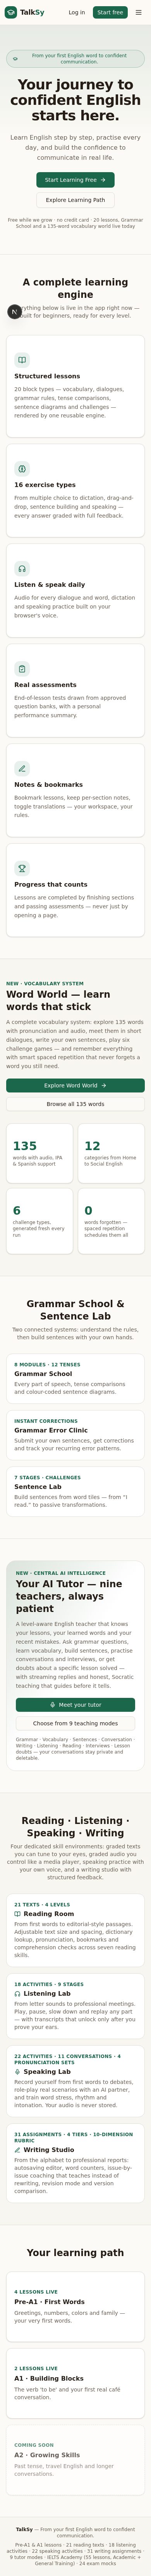 TalkSy
Log in
Start free
From your first English word to confident
communication.
Your journey to
confident English
starts here.
Learn English step by step, practise every
day, and build the confidence to
communicate in real life.
Start Learning Free →
Explore Learning Path
Free while we grow · no credit card · 20 lessons, Grammar
School and a 135-word vocabulary world live today
A complete learning
engine
Everything below is live in the app right now —
built for beginners, ready for every level.
N
Structured lessons
20 block types — vocabulary, dialogues,
grammar rules, tense comparisons,
sentence diagrams and challenges —
rendered by one reusable engine.
16 exercise types
From multiple choice to dictation, drag-and-
drop, sentence building and speaking —
every answer graded with full feedback.
Listen & speak daily
Audio for every dialogue and word, dictation
and speaking practice built on your
browser's voice.
Real assessments
End-of-lesson tests drawn from approved
question banks, with a personal
performance summary.
Notes & bookmarks
Bookmark lessons, keep per-section notes,
toggle translations — your workspace, your
rules.
Progress that counts
Lessons are completed by finishing sections
and passing assessments — never just by
opening a page.
NEW · VOCABULARY SYSTEM
Word World — learn
words that stick
A complete vocabulary system: explore 135 words
with pronunciation and audio, meet them in short
dialogues, write your own sentences, play six
challenge games — and remember everything
with smart spaced repetition that never forgets a
word you still need.
Explore Word World →
Browse all 135 words
135
words with audio, IPA
& Spanish support
12
categories from Home
to Social English
6
challenge types,
generated fresh every
run
0
words forgotten —
spaced repetition
schedules them all
Grammar School &
Sentence Lab
Two connected systems: understand the rules,
then build sentences with your own hands.
8 MODULES · 12 TENSES
Grammar School
Every part of speech, tense comparisons
and colour-coded sentence diagrams.
INSTANT CORRECTIONS
Grammar Error Clinic
Submit your own sentences, get corrections
and track your recurring error patterns.
7 STAGES · CHALLENGES
Sentence Lab
Build sentences from word tiles — from “I
read.” to passive transformations.
NEW · CENTRAL AI INTELLIGENCE
Your AI Tutor — nine
teachers, always
patient
A level-aware English teacher that knows
your lessons, your learned words and your
recent mistakes. Ask grammar questions,
learn vocabulary, build sentences, practise
conversations and interviews, or get
doubts about a specific lesson solved —
with streaming replies and honest, Socratic
teaching that guides before it tells.
Meet your tutor
Choose from 9 teaching modes
Grammar · Vocabulary · Sentences · Conversation ·
Writing · Listening · Reading · Interviews · Lesson
doubts — your conversations stay private and
deletable.
Reading · Listening ·
Speaking · Writing
Four dedicated skill environments: graded texts
you can tune to your eyes, graded audio you
control like a media player, speaking practice with
your own voice, and a writing studio with
structured feedback.
21 TEXTS · 4 LEVELS
Reading Room
From first words to editorial-style passages.
Adjustable text size and spacing, dictionary
lookup, pronunciation, bookmarks and
comprehension checks across seven reading
skills.
18 ACTIVITIES · 9 STAGES
Listening Lab
From letter sounds to professional meetings.
Play, pause, slow down and replay any part
— with transcripts that unlock only after you
prove your ears.
22 ACTIVITIES · 11 CONVERSATIONS · 4
PRONUNCIATION SETS
Speaking Lab
Record yourself from first words to debates,
role-play real scenarios with an AI partner,
and train word stress, rhythm and
intonation. Your audio is never stored.
31 ASSIGNMENTS · 4 TIERS · 10-DIMENSION
RUBRIC
Writing Studio
From the alphabet to professional reports:
autosaving editor, word counters, issue-by-
issue coaching that teaches instead of
rewriting, revision mode and version
comparison.
Your learning path
4 LESSONS LIVE
Pre-A1 · First Words
Greetings, numbers, colors and family —
your very first words.
2 LESSONS LIVE
A1 · Building Blocks
The verb 'to be' and your first real café
conversation.
COMING SOON
A2 · Growing Skills
Past tense, travel English and longer
conversations.
TalkSy — From your first English word to confident
communication.
Pre-A1 & A1 lessons · 21 reading texts · 18 listening
activities · 22 speaking activities · 31 writing assignments ·
9 tutor modes · IELTS Academy (55 lessons, Academic +
General Training) · 24 exam mocks